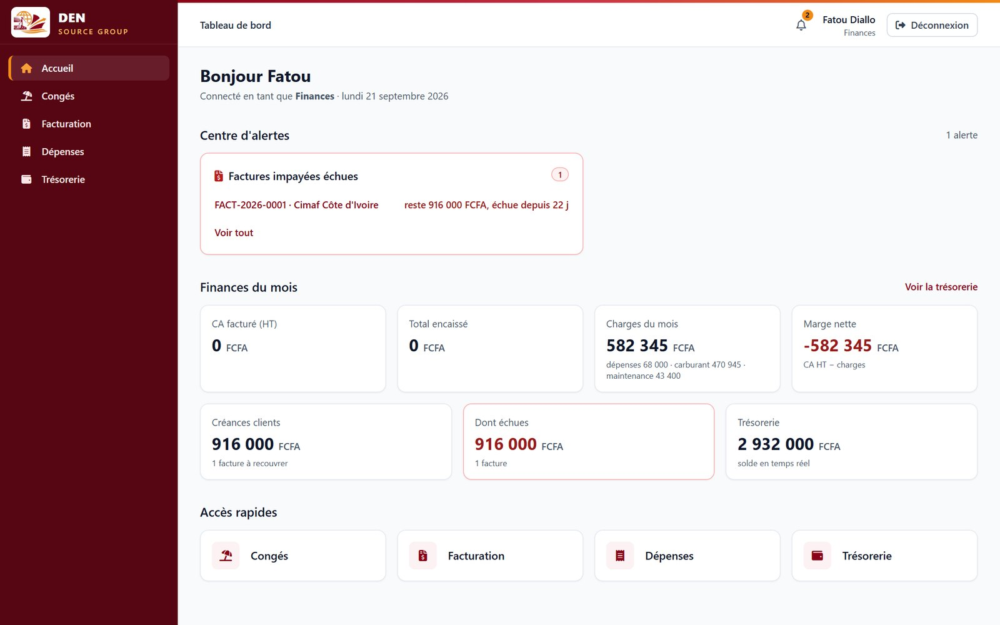 DEN
SOURCE GROUP
Accueil
Congés
Facturation
Dépenses
Trésorerie
Tableau de bord
2
Fatou Diallo
Finances
Déconnexion
Bonjour Fatou
Connecté en tant que Finances · lundi 21 septembre 2026
Centre d'alertes
1 alerte
Factures impayées échues
1
FACT-2026-0001 · Cimaf Côte d'Ivoire
reste 916 000 FCFA, échue depuis 22 j
Voir tout
Finances du mois
Voir la trésorerie
CA facturé (HT)
0 FCFA
Total encaissé
0 FCFA
Charges du mois
582 345 FCFA
dépenses 68 000 · carburant 470 945 ·
maintenance 43 400
Marge nette
-582 345 FCFA
CA HT − charges
Créances clients
916 000 FCFA
1 facture à recouvrer
Dont échues
916 000 FCFA
1 facture
Trésorerie
2 932 000 FCFA
solde en temps réel
Accès rapides
Congés
Facturation
Dépenses
Trésorerie